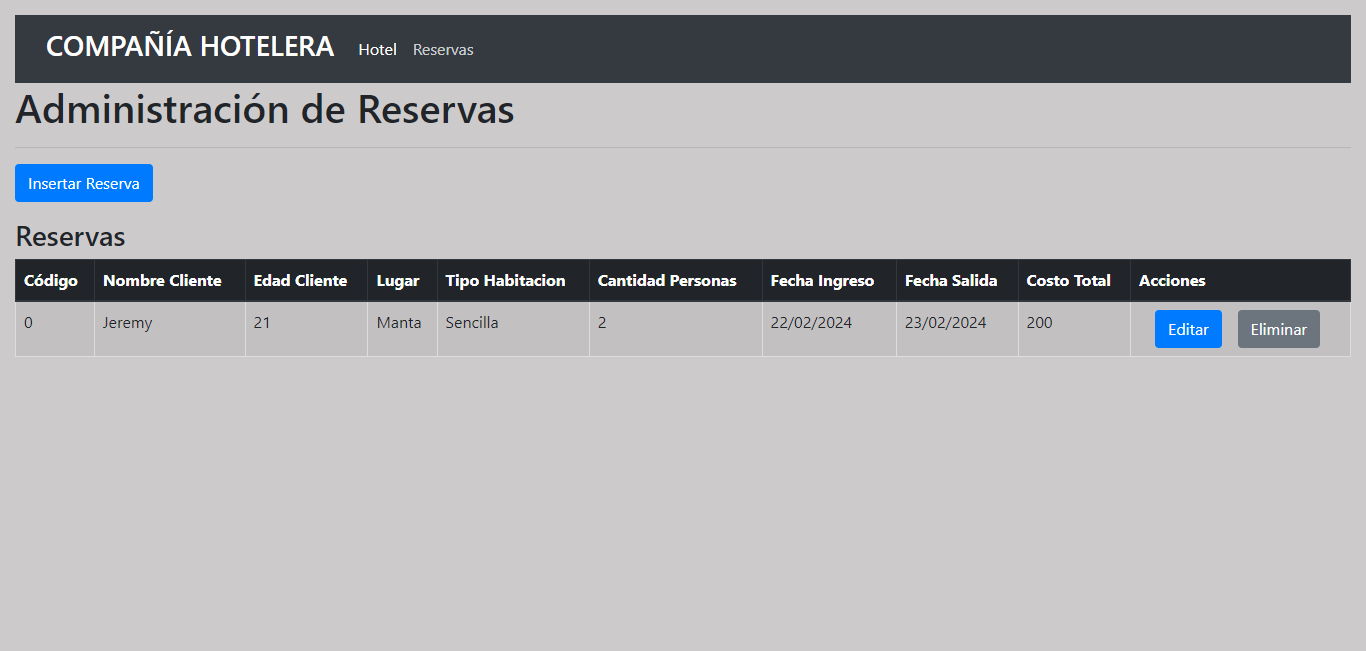 COMPAÑÍA HOTELERA Hotel Reservas
Administración de Reservas
Insertar Reserva
Reservas
Código Nombre Cliente Edad Cliente Lugar Tipo Habitacion Cantidad Personas Fecha Ingreso Fecha Salida Costo Total Acciones
0 Jeremy 21 Manta Sencilla 2 22/02/2024 23/02/2024 200 Editar Eliminar